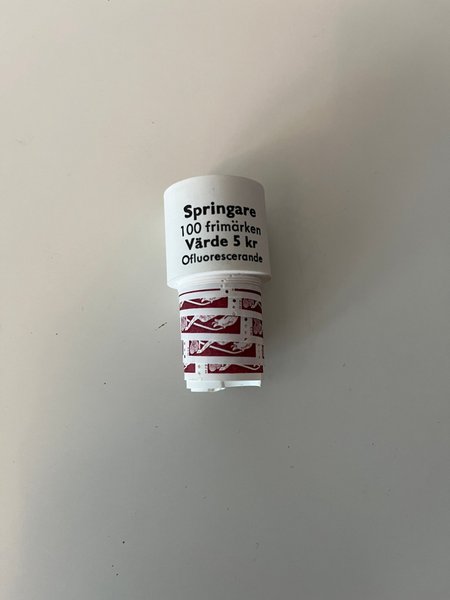 Springare
100 frimärken
Värde 5 kr
Ofluorescerande